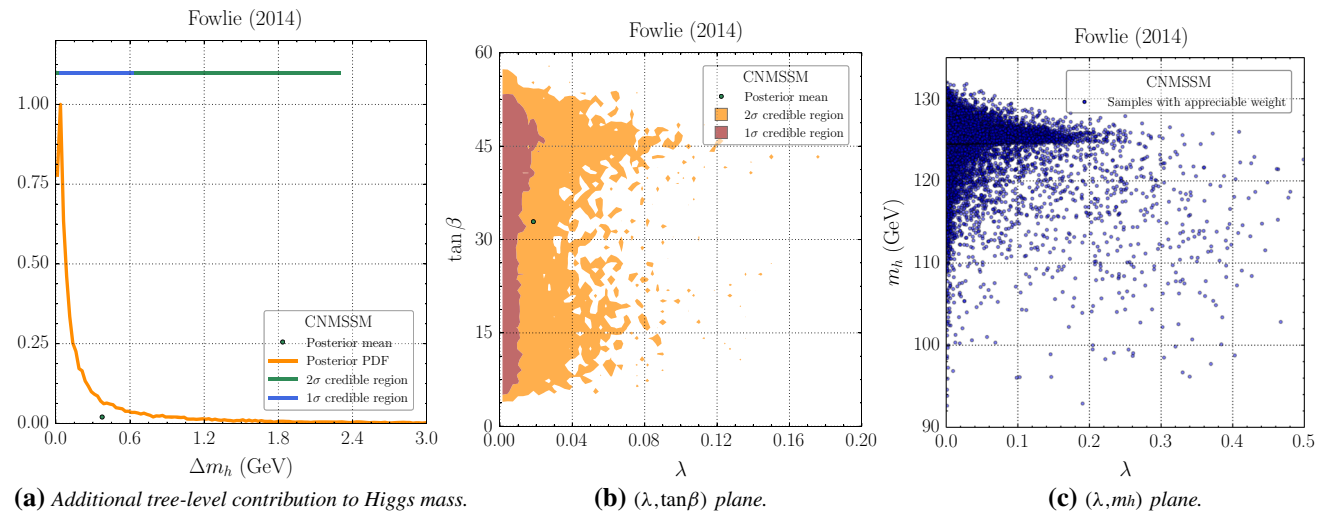 Fowlie (2014)
1.00
0.75
0.50
0.25
0.00
0.0
0.6
1.2
1.8
2.4
3.0
Δm_h (GeV)
CNMSSM
Posterior mean
Posterior PDF
2σ credible region
1σ credible region
(a) Additional tree-level contribution to Higgs mass.
Fowlie (2014)
tan β
60
45
30
15
0
0.00
0.04
0.08
0.12
0.16
0.20
λ
CNMSSM
Posterior mean
2σ credible region
1σ credible region
(b) (λ,tanβ) plane.
Fowlie (2014)
m_h (GeV)
130
120
110
100
90
0.0
0.1
0.2
0.3
0.4
0.5
λ
CNMSSM
Samples with appreciable weight
(c) (λ,mh) plane.